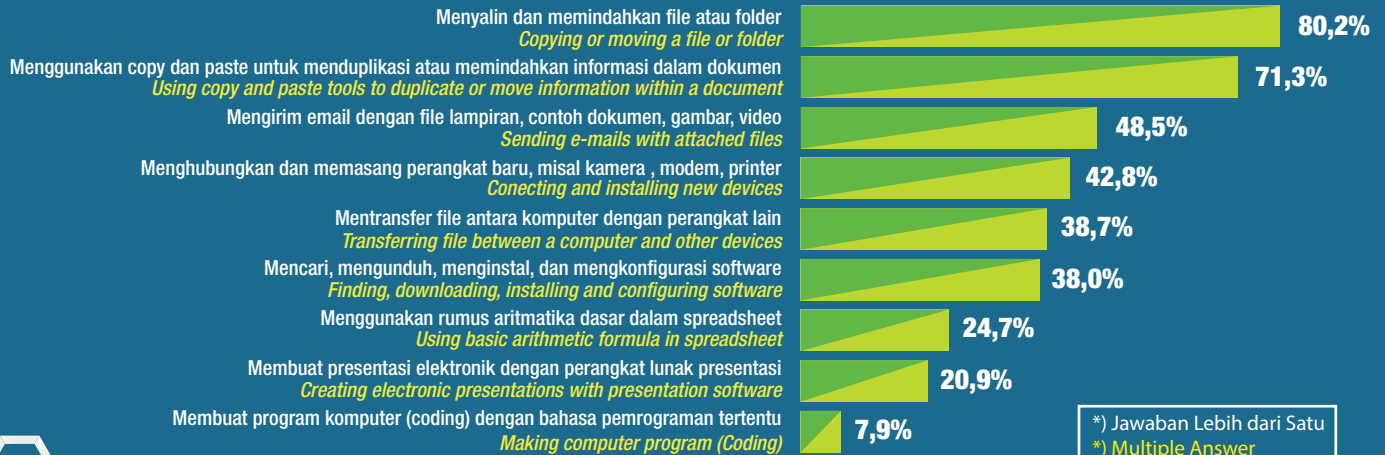 Menyalin dan memindahkan file atau folder
Copying or moving a file or folder
80,2%
Menggunakan copy dan paste untuk menduplikasi atau memindahkan informasi dalam dokumen
Using copy and paste tools to duplicate or move information within a document
71,3%
Mengirim email dengan file lampiran, contoh dokumen, gambar, video
Sending e-mails with attached files
48,5%
Menghubungkan dan memasang perangkat baru, misal kamera , modem, printer
Conecting and installing new devices
42,8%
Mentransfer file antara komputer dengan perangkat lain
Transferring file between a computer and other devices
38,7%
Mencari, mengunduh, menginstal, dan mengkonfigurasi software
Finding, downloading, installing and configuring software
38,0%
Menggunakan rumus aritmatika dasar dalam spreadsheet
Using basic arithmetic formula in spreadsheet
24,7%
Membuat presentasi elektronik dengan perangkat lunak presentasi
Creating electronic presentations with presentation software
20,9%
Membuat program komputer (coding) dengan bahasa pemrograman tertentu
Making computer program (Coding)
7,9%
*) Jawaban Lebih dari Satu
*) Multiple Answer